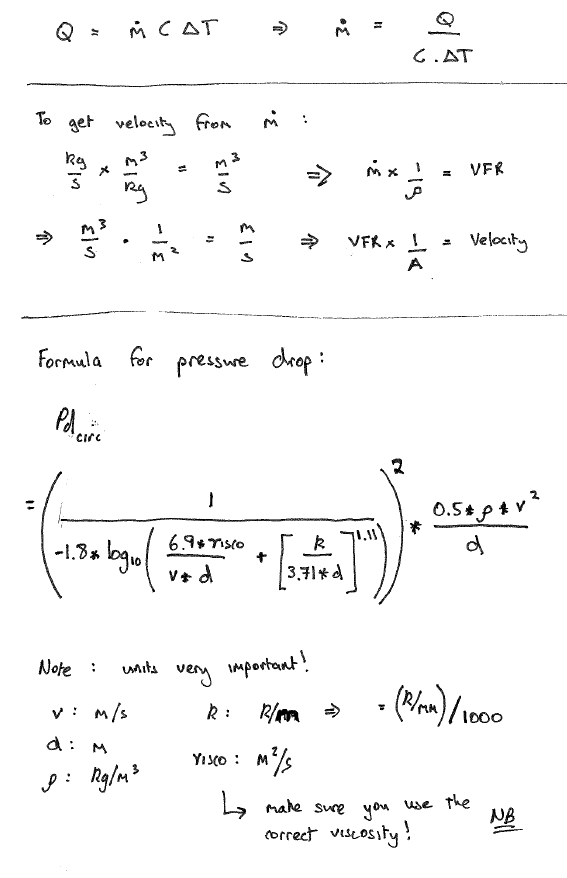 Q = ṁ C ΔT ⇒ ṁ = Q / C.ΔT
To get velocity from ṁ :
kg/s × m³/kg = m³/s ⇒ ṁ × 1/ρ = VFR
⇒ m³/s · 1/m² = m/s ⇒ VFR × 1/A = Velocity
Formula for pressure drop:
Pd circ
= ( 1 / ( -1.8 * log10 ( 6.9 * visco / v * d + [ k / 3.71 * d ]^1.11 ) ) )² * 0.5 * ρ * v² / d
Note : units very important!
v : m/s k : k/m ⇒ = (k/mm)/1000
d : m
visco : m²/s
ρ : kg/m³
↳ make sure you use the NB
correct viscosity!